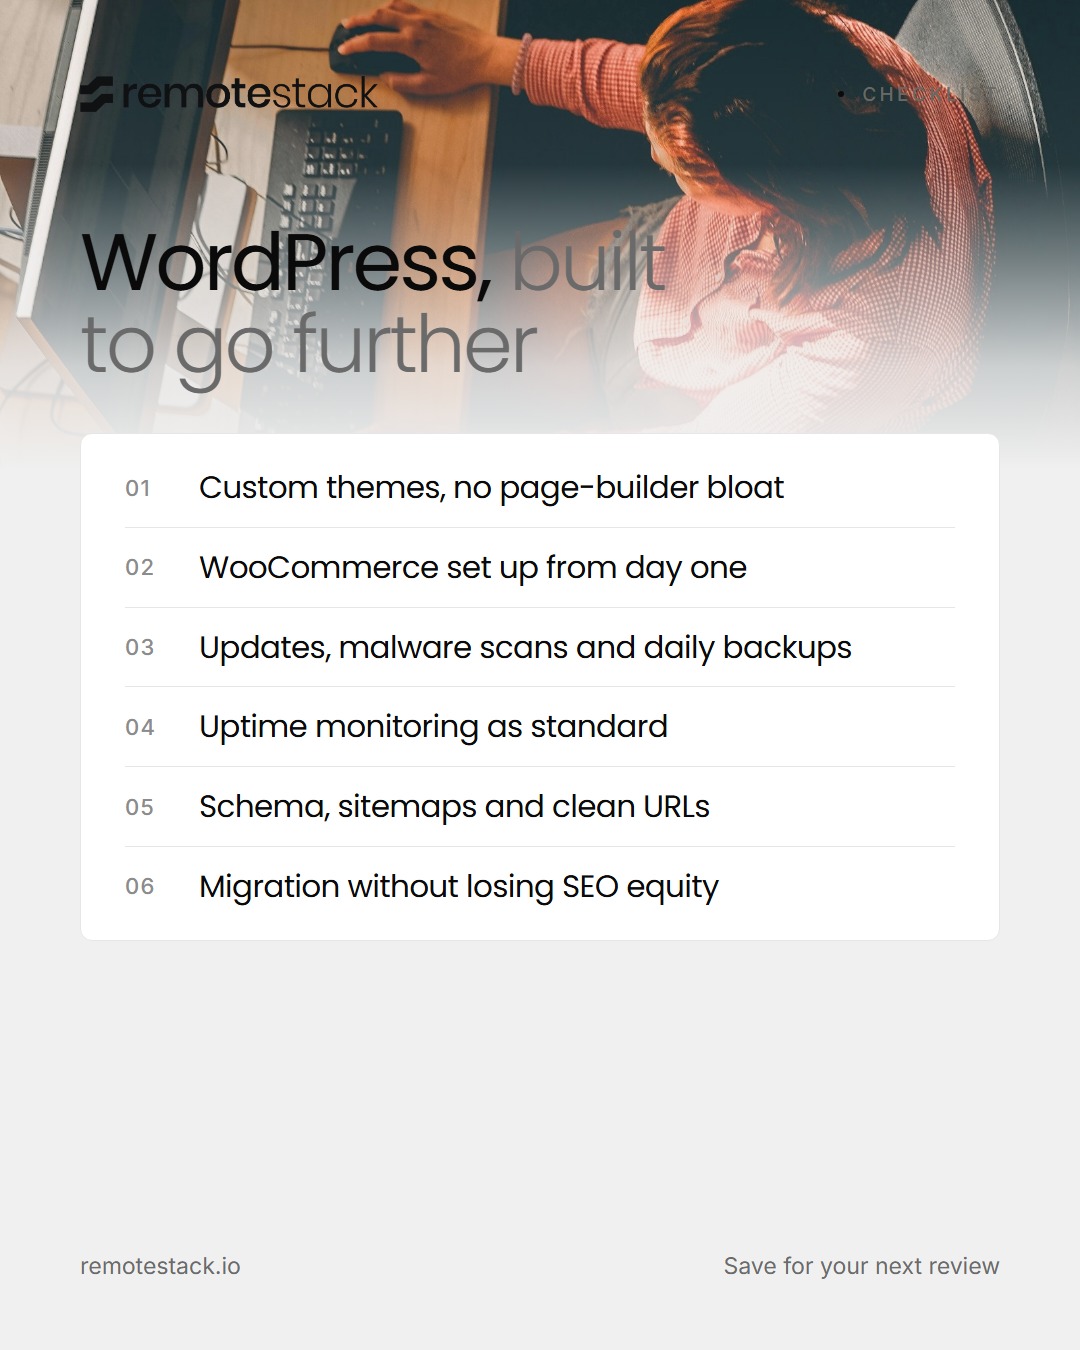 remotestack
CHECKLIST
WordPress, built
to go further
01 Custom themes, no page-builder bloat
02 WooCommerce set up from day one
03 Updates, malware scans and daily backups
04 Uptime monitoring as standard
05 Schema, sitemaps and clean URLs
06 Migration without losing SEO equity
remotestack.io
Save for your next review